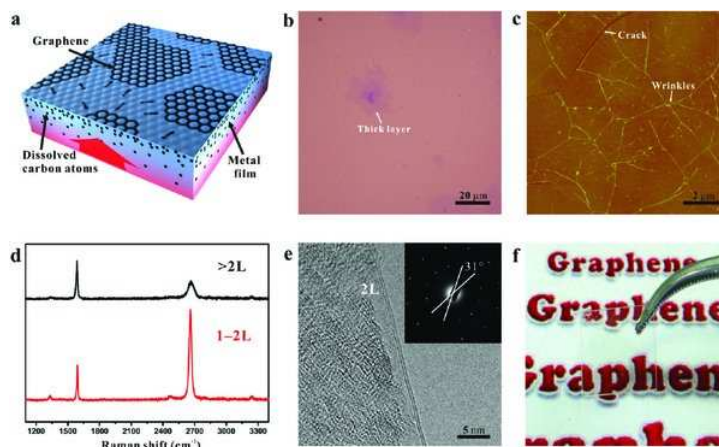 a
Graphene
Dissolved
carbon atoms
Metal
film
b
Thick layer
20 μm
c
Crack
Wrinkles
2 μm
d
>2L
1–2L
1200 1500 1800 2100 2400 2700 3000 3300
Raman shift (cm⁻¹)
e
2L
31°
5 nm
f
Graphene
Graphene
Graphen